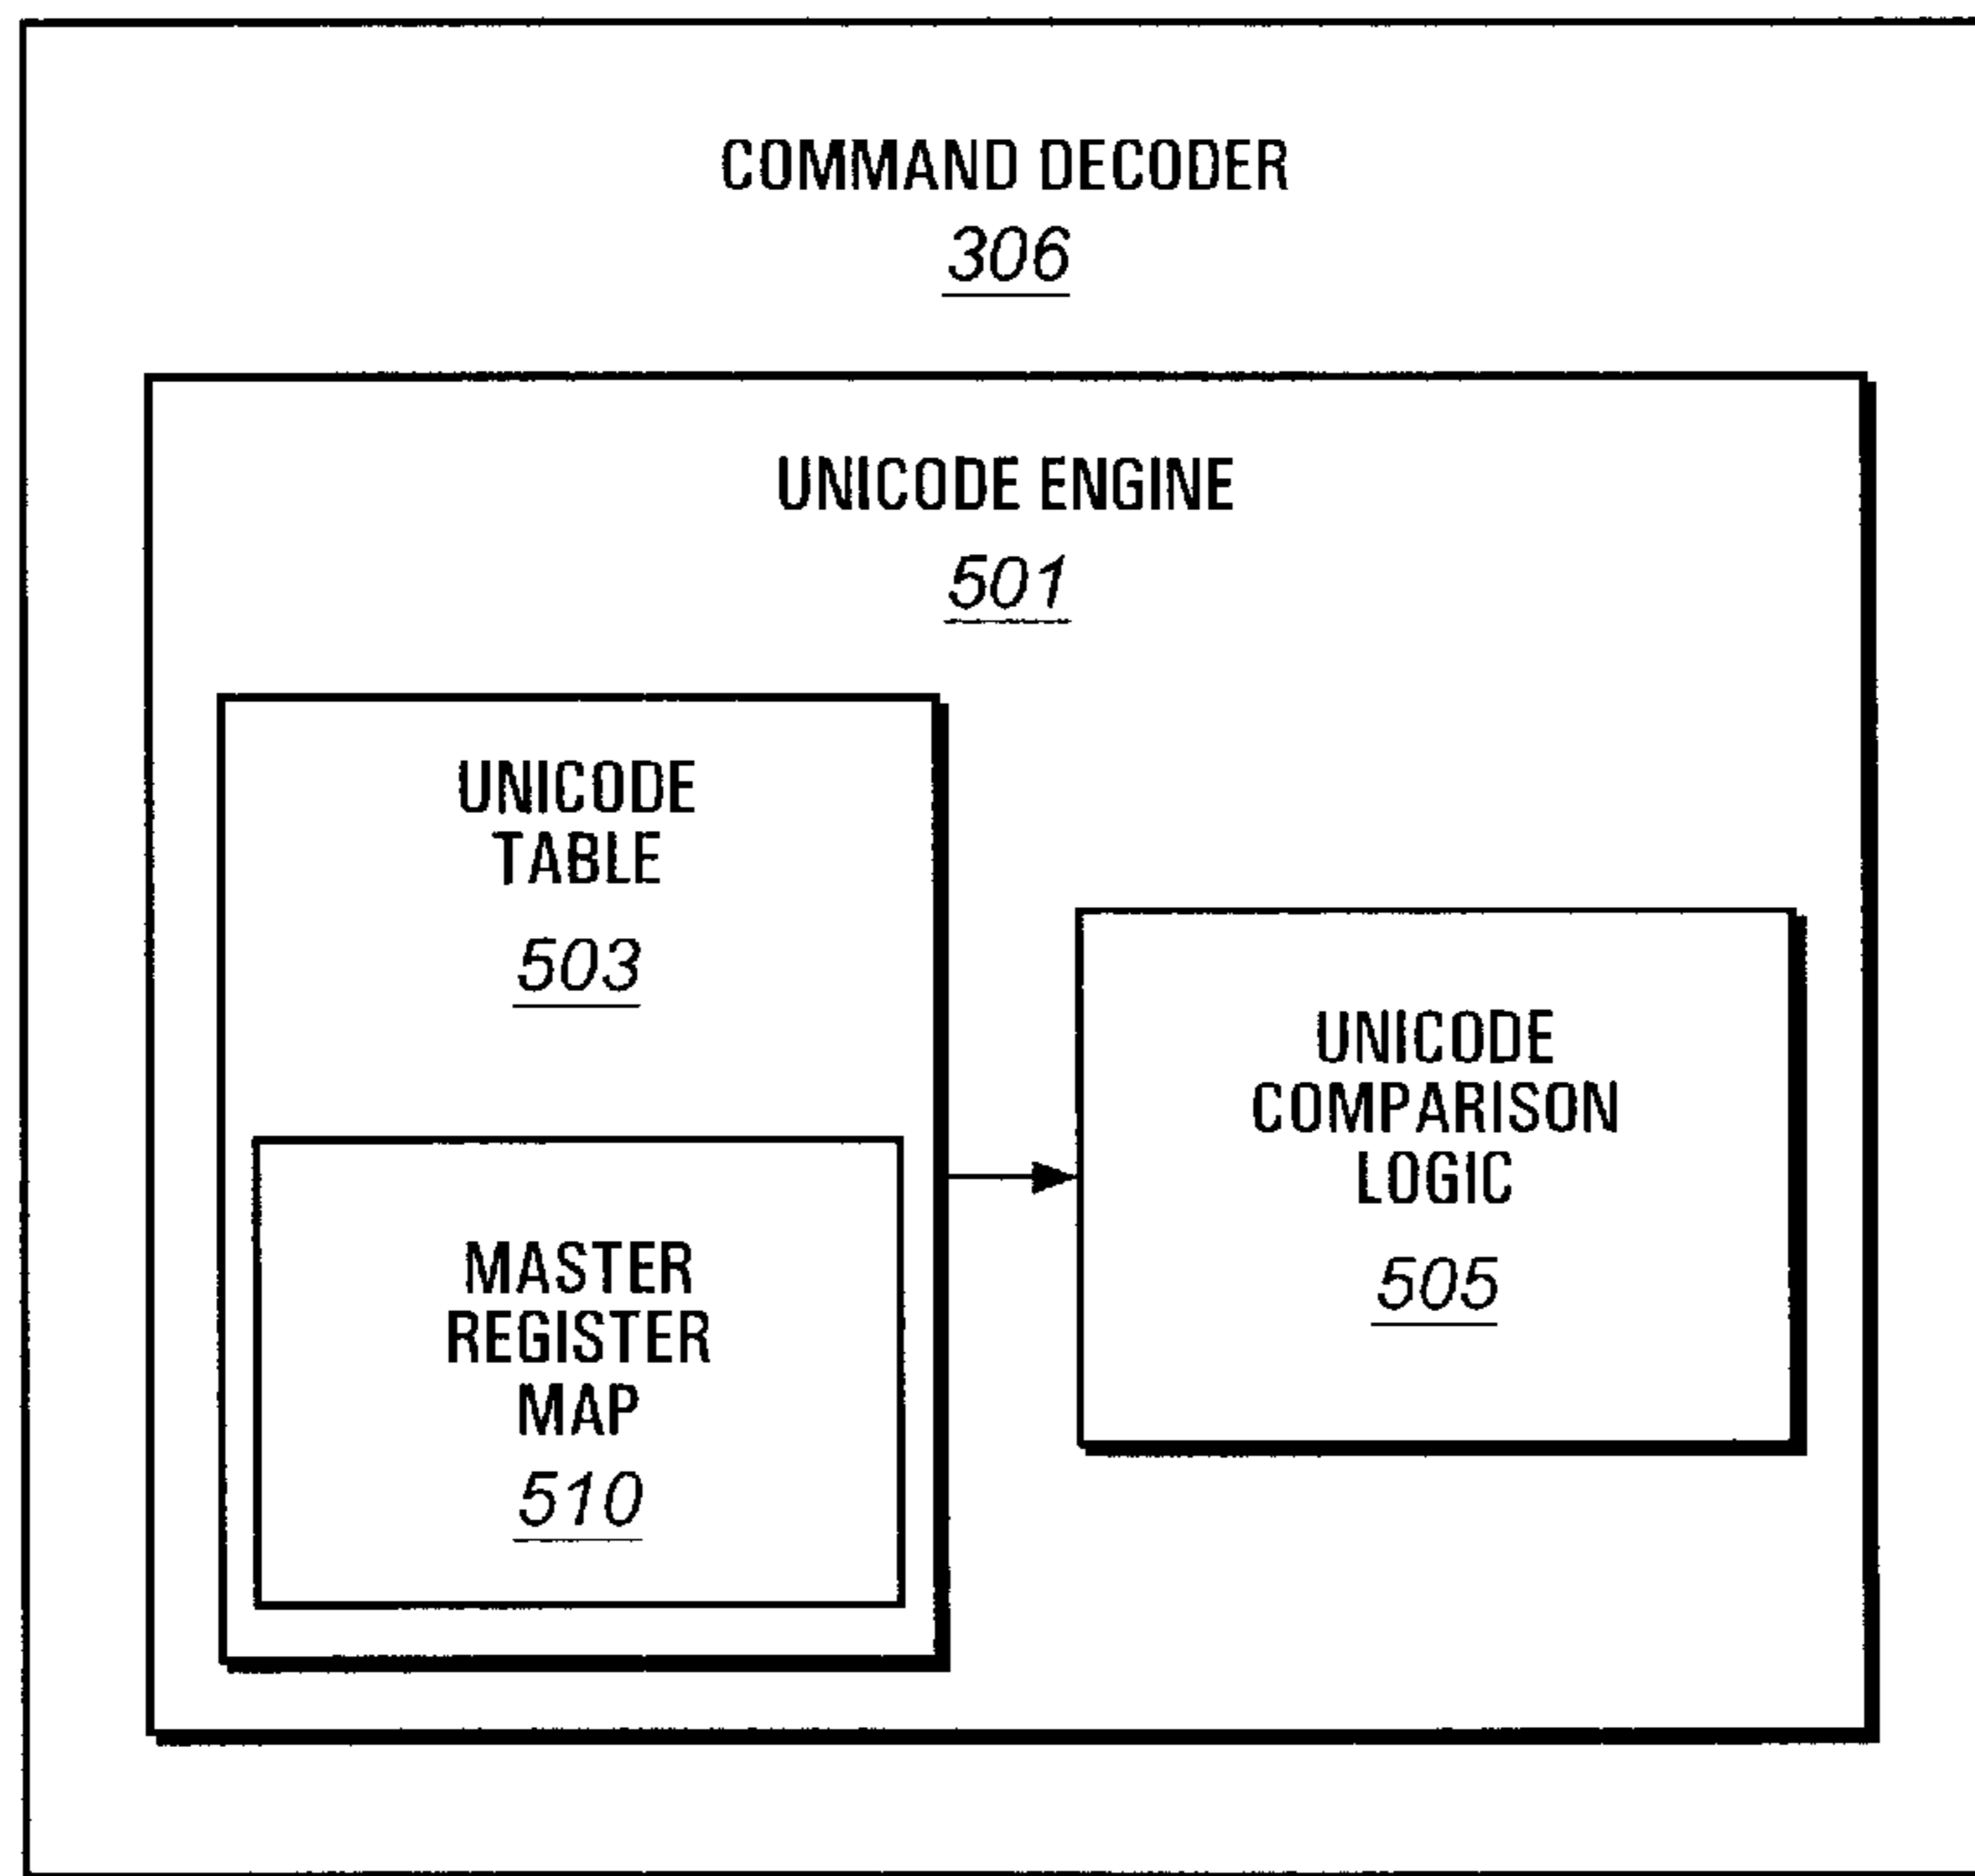 COMMAND DECODER
306
UNICODE ENGINE
501
UNICODE
TABLE
503
MASTER
REGISTER
MAP
510
UNICODE
COMPARISON
LOGIC
505